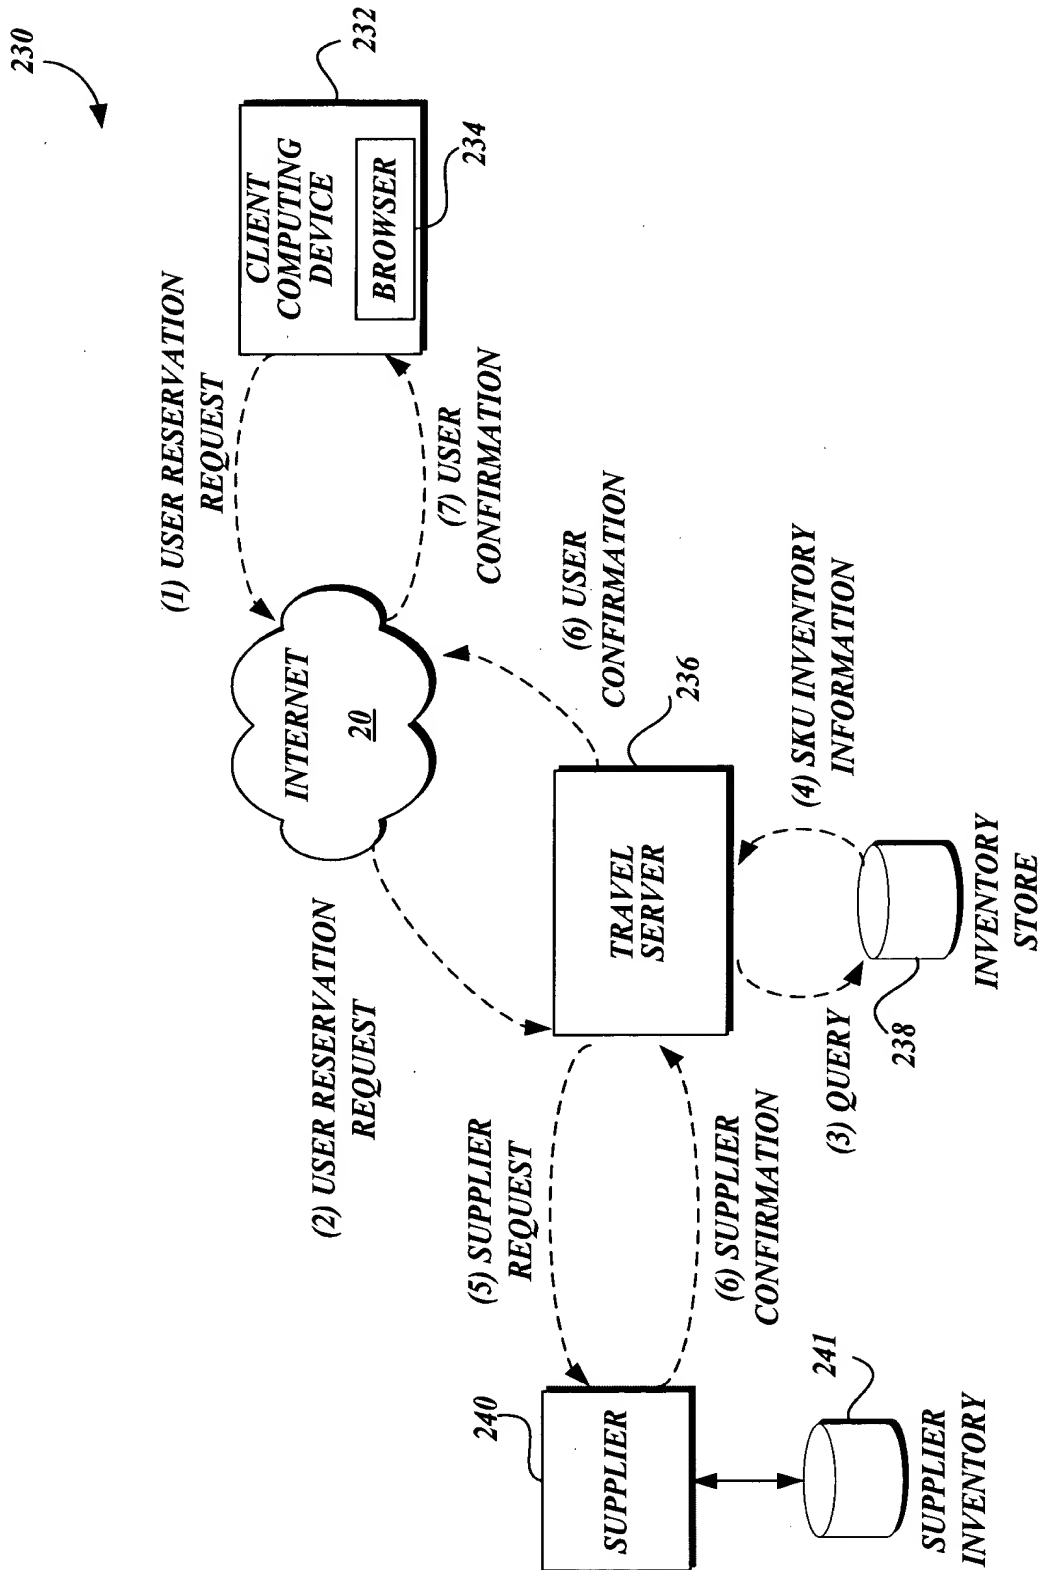 230
CLIENT
COMPUTING
DEVICE
BROWSER
232
234
(1) USER RESERVATION
REQUEST
(7) USER
CONFIRMATION
INTERNET
20
(2) USER RESERVATION
REQUEST
(6) USER
CONFIRMATION
TRAVEL
SERVER
236
(4) SKU INVENTORY
INFORMATION
(3) QUERY
238
INVENTORY
STORE
(5) SUPPLIER
REQUEST
(6) SUPPLIER
CONFIRMATION
240
SUPPLIER
241
SUPPLIER
INVENTORY